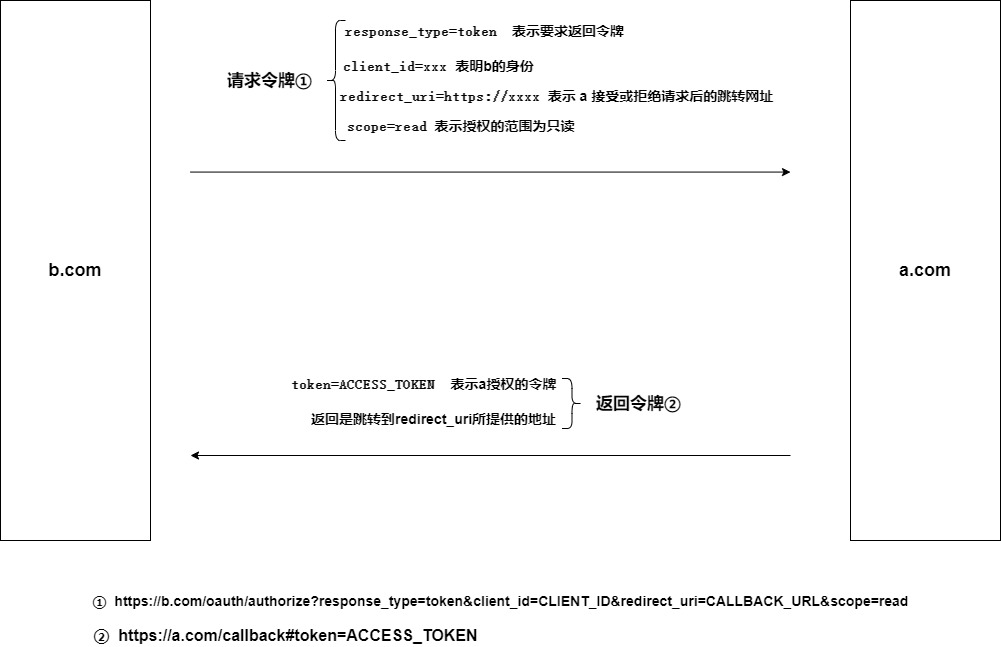 response_type=token 表示要求返回令牌
请求令牌①
client_id=xxx 表明b的身份
redirect_uri=https://xxxx 表示 a 接受或拒绝请求后的跳转网址
scope=read 表示授权的范围为只读
b.com
a.com
token=ACCESS_TOKEN 表示a授权的令牌
返回令牌②
返回是跳转到redirect_uri所提供的地址
① https://b.com/oauth/authorize?response_type=token&client_id=CLIENT_ID&redirect_uri=CALLBACK_URL&scope=read
② https://a.com/callback#token=ACCESS_TOKEN